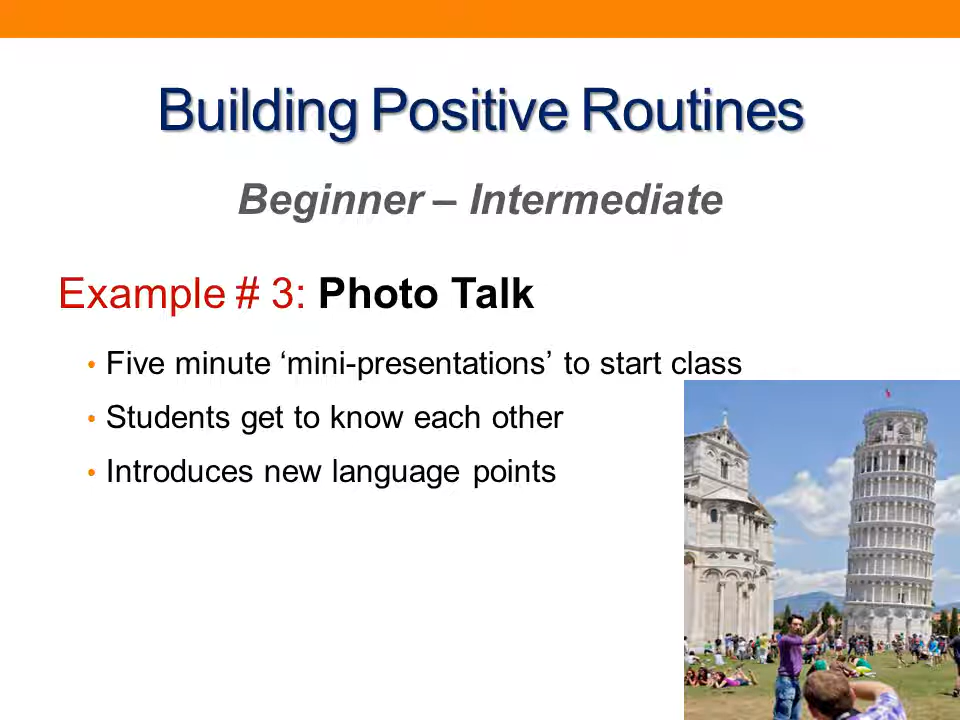 Building Positive Routines
Beginner – Intermediate
Example # 3: Photo Talk
• Five minute ‘mini-presentations’ to start class
• Students get to know each other
• Introduces new language points